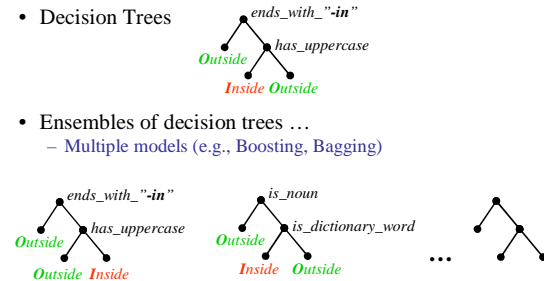 • Decision Trees
ends_with_"-in"
has_uppercase
Outside
Inside Outside
• Ensembles of decision trees …
– Multiple models (e.g., Boosting, Bagging)
ends_with_"-in"
has_uppercase
Outside
Outside Inside
is_noun
is_dictionary_word
Outside
Inside Outside
...